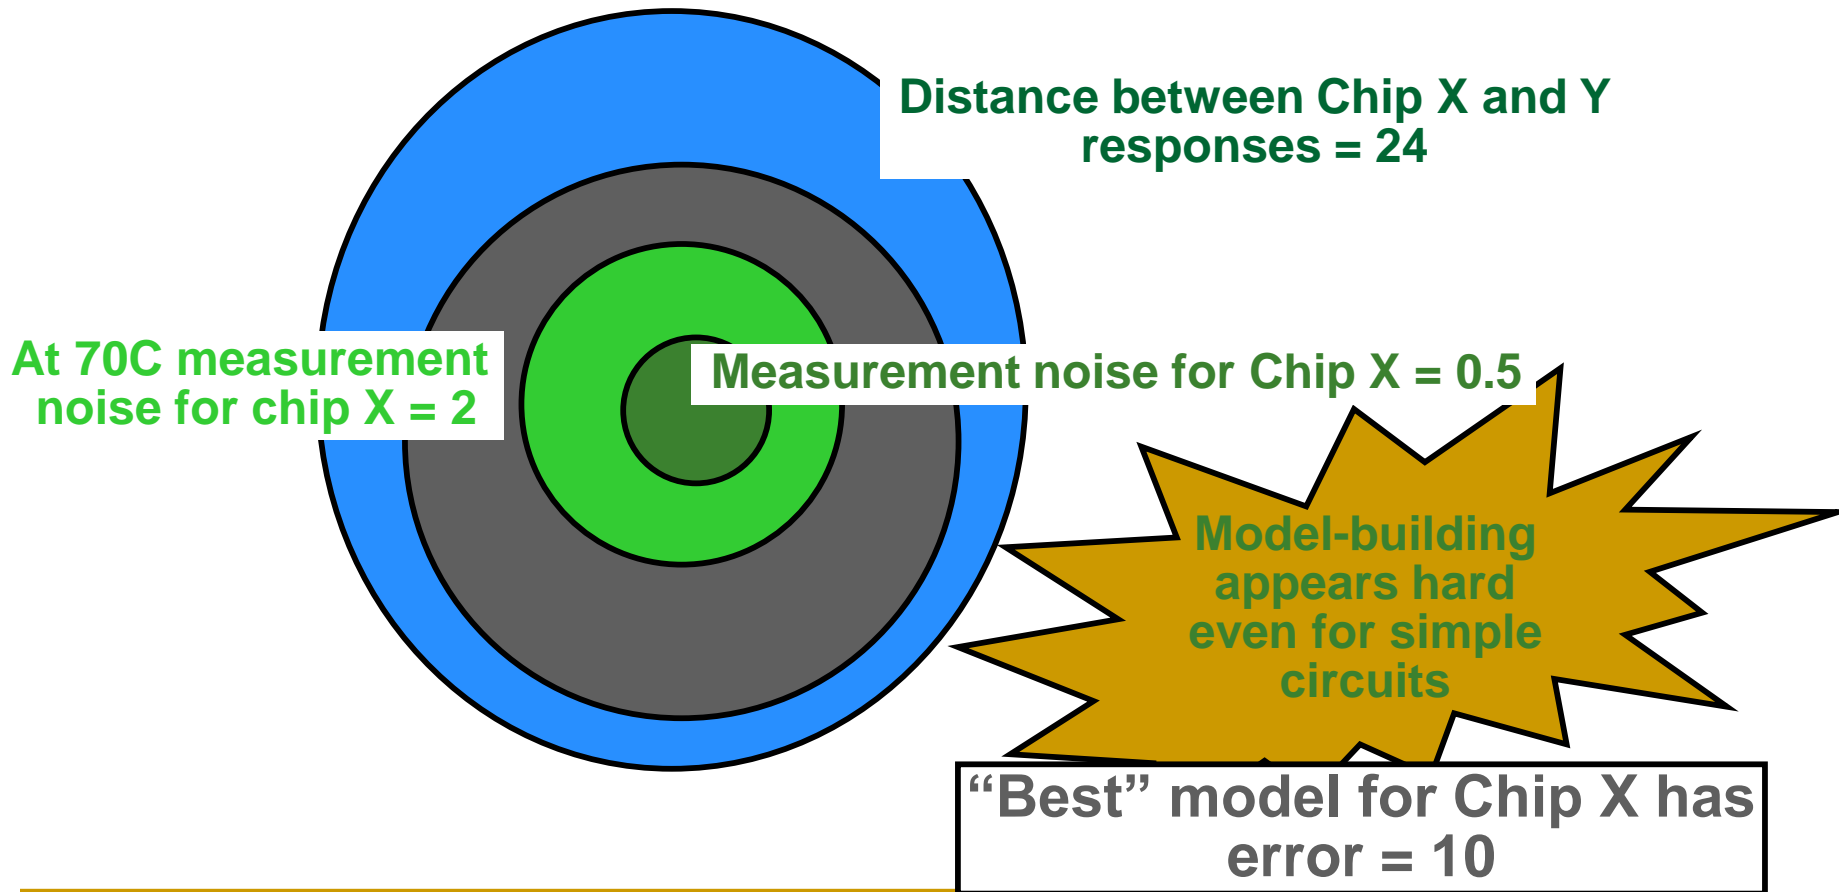 Distance between Chip X and Y
responses = 24
At 70C measurement
noise for chip X = 2
Measurement noise for Chip X = 0.5
Model-building
appears hard
even for simple
circuits
“Best” model for Chip X has
error = 10